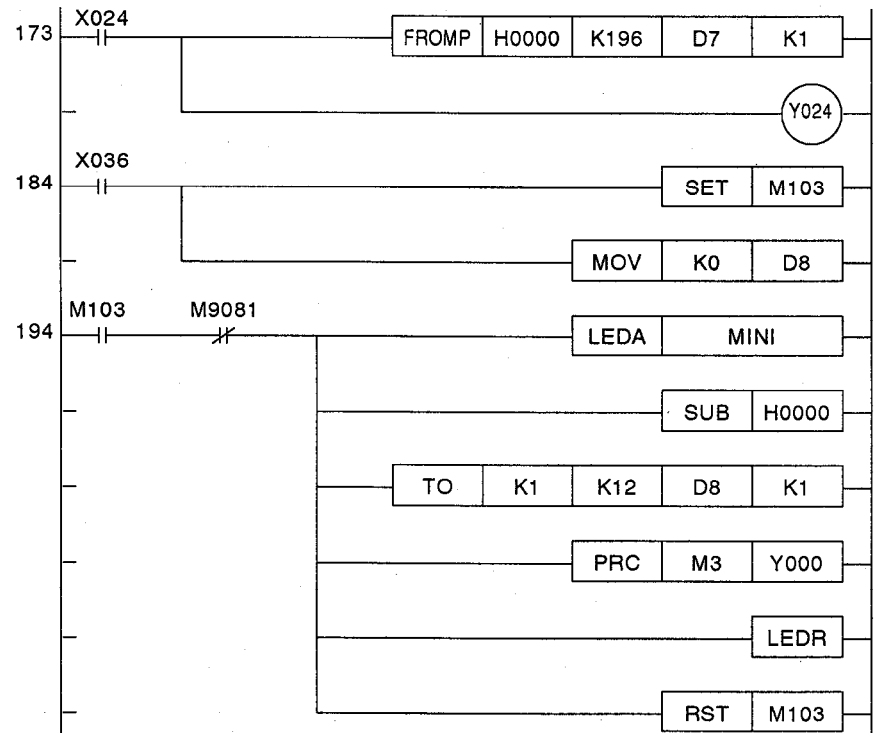 X024
173 FROMP H0000 K196 D7 K1
Y024
X036
184 SET M103
MOV K0 D8
M103 M9081
194 LEDA MINI
SUB H0000
TO K1 K12 D8 K1
PRC M3 Y000
LEDR
RST M103